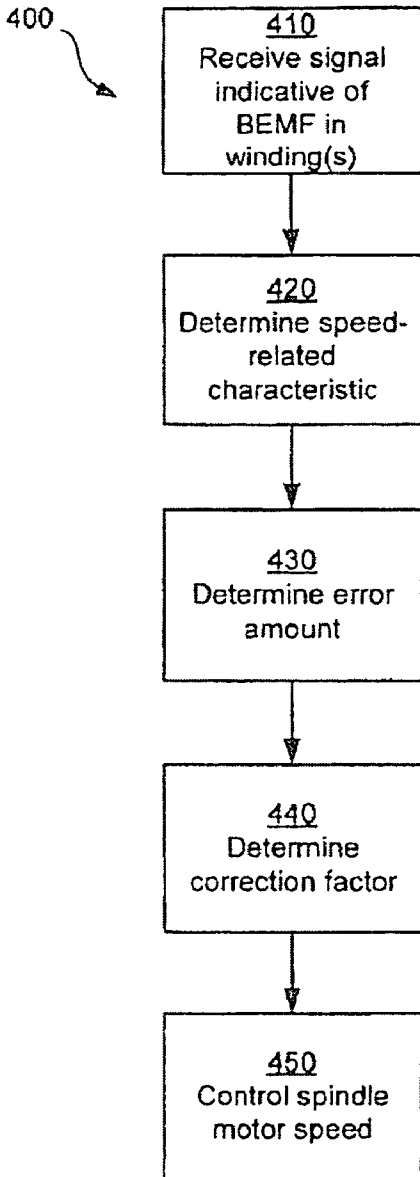 400
410
Receive signal
indicative of
BEMF in
winding(s)
420
Determine speed-
related
characteristic
430
Determine error
amount
440
Determine
correction factor
450
Control spindle
motor speed